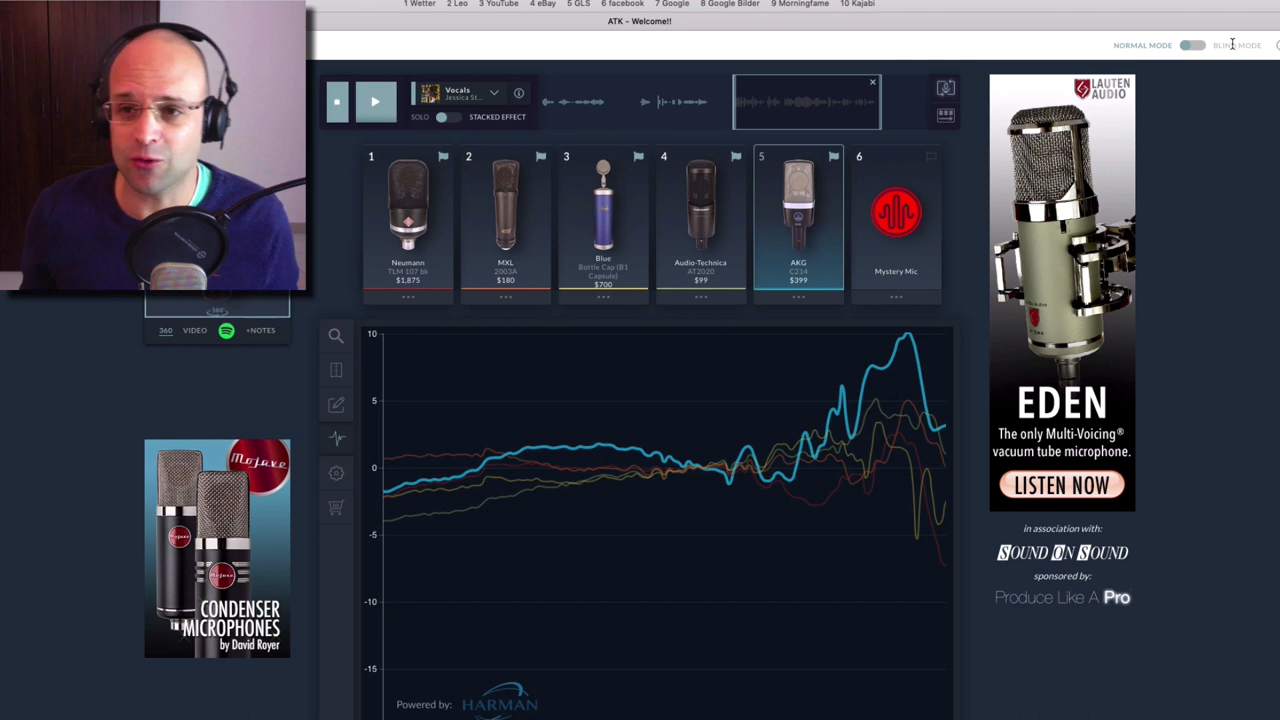 1 Wetter 2 Leo 3 YouTube 4 eBay 5 GLS 6 facebook 7 Google 8 Google Bilder 9 Morningfame 10 Kajabi
ATK - Welcome!!
NORMAL MODE BLIND MODE
Vocals
Jessica St...
SOLO STACKED EFFECT
1
Neumann
TLM 107 bk
$1,875
2
MXL
2003A
$180
3
Blue
Bottle Cap (B1
Capsule)
$700
4
Audio-Technica
AT2020
$99
5
AKG
C214
$399
6
Mystery Mic
360°
360 VIDEO +NOTES
10
5
0
-5
-10
-15
Powered by: HARMAN
Mojave
CONDENSER
MICROPHONES
by David Royer
LAUTEN
AUDIO
EDEN
The only Multi-Voicing®
vacuum tube microphone.
LISTEN NOW
in association with:
SOUND ON SOUND
sponsored by:
Produce Like A Pro